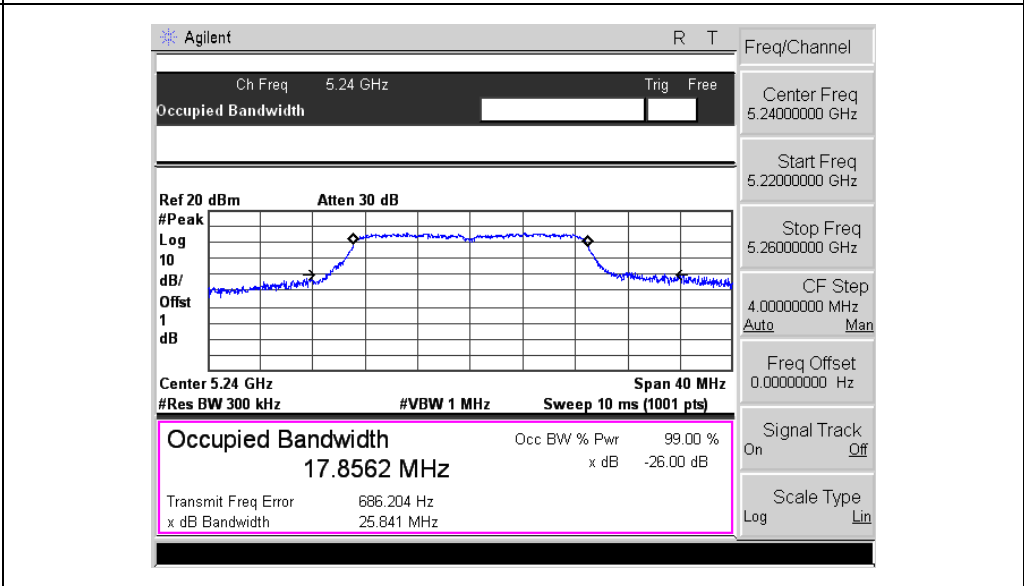 Agilent R T
Ch Freq 5.24 GHz Trig Free
Occupied Bandwidth
Ref 20 dBm Atten 30 dB
#Peak
Log
10
dB/
Offst
1
dB
Center 5.24 GHz Span 40 MHz
#Res BW 300 kHz #VBW 1 MHz Sweep 10 ms (1001 pts)
Occupied Bandwidth Occ BW % Pwr 99.00 %
17.8562 MHz x dB -26.00 dB
Transmit Freq Error 686.204 Hz
x dB Bandwidth 25.841 MHz
Freq/Channel
Center Freq
5.24000000 GHz
Start Freq
5.22000000 GHz
Stop Freq
5.26000000 GHz
CF Step
4.00000000 MHz
Auto Man
Freq Offset
0.00000000 Hz
Signal Track
On Off
Scale Type
Log Lin